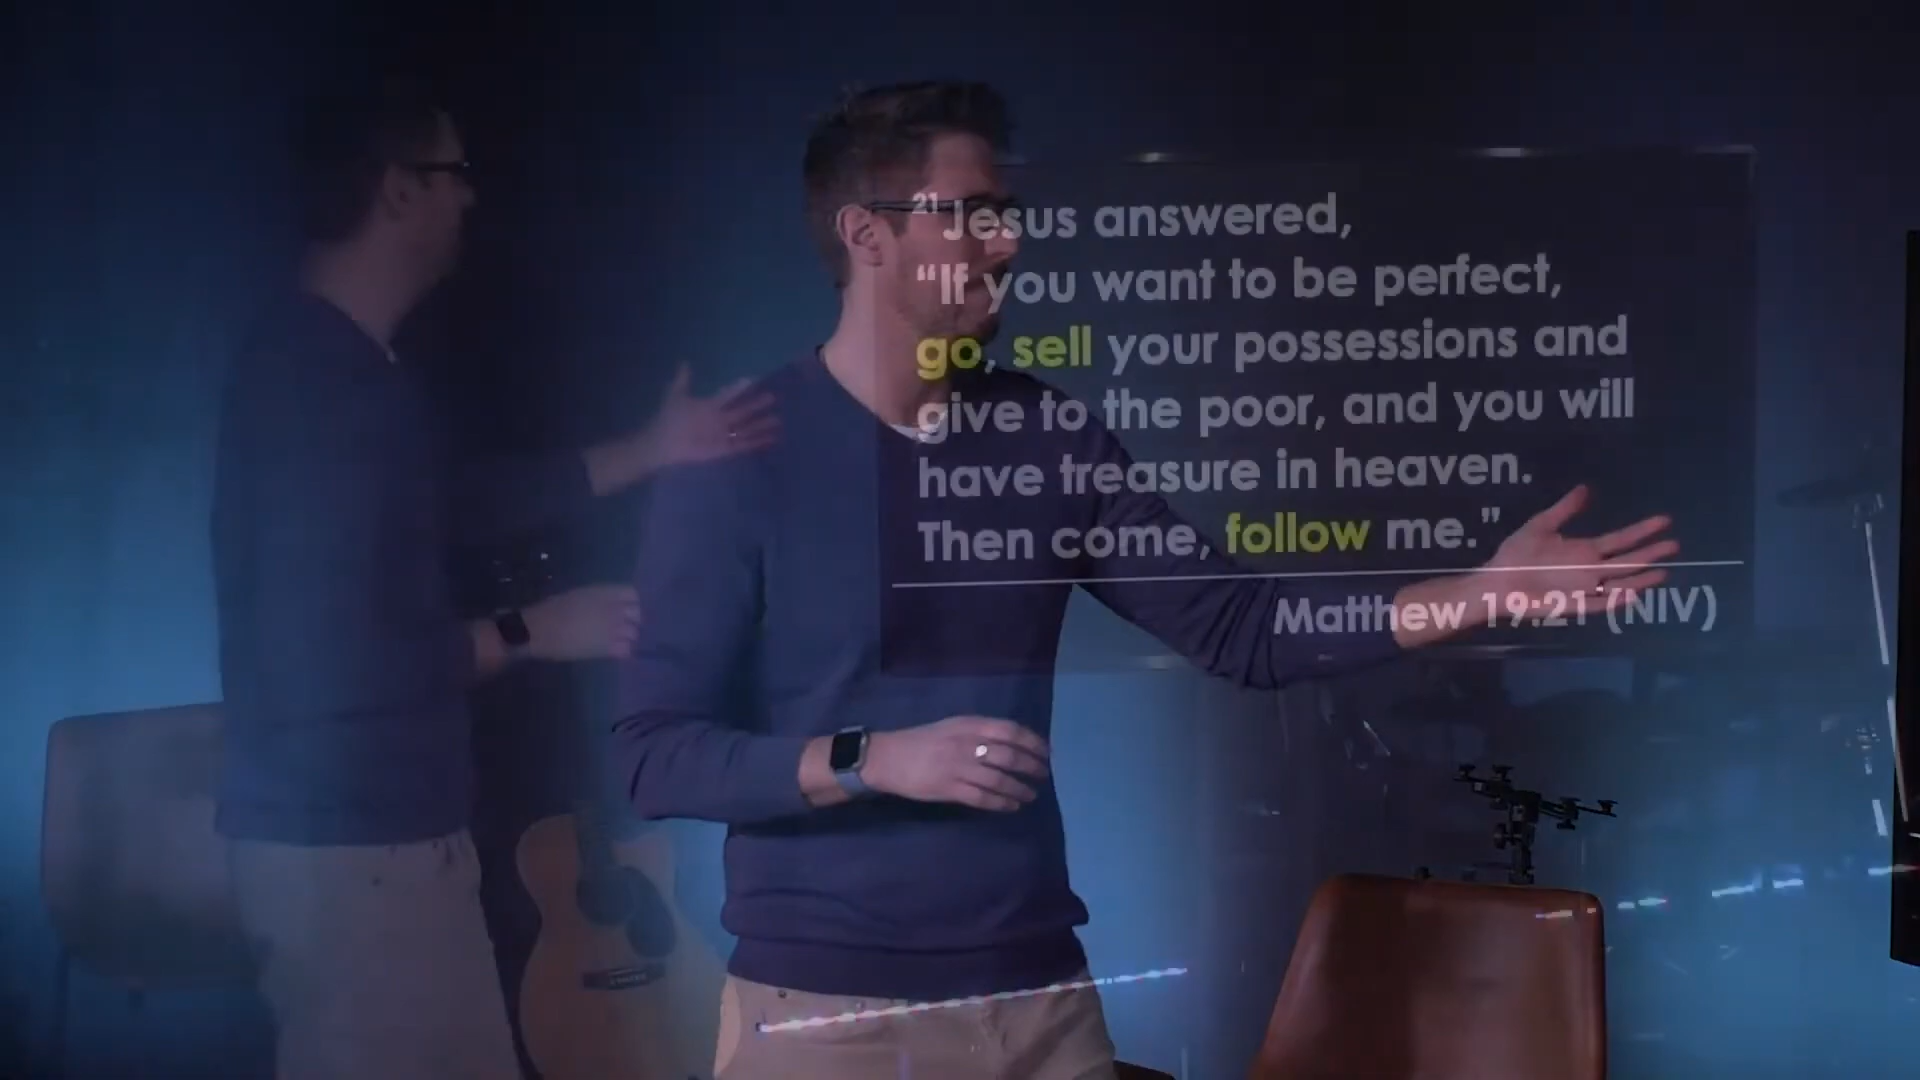 21 Jesus answered,
“If you want to be perfect,
go, sell your possessions and
give to the poor, and you will
have treasure in heaven.
Then come, follow me.”
Matthew 19:21 (NIV)